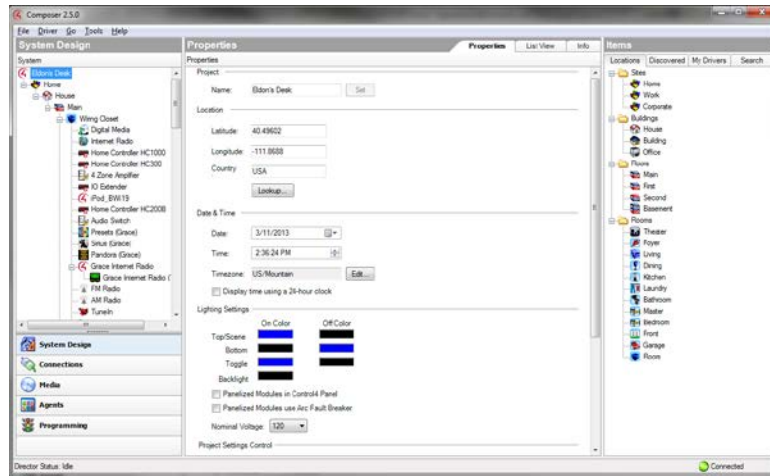 Composer 2.5.0
File Driver Go Tools Help
System Design
System
Eldon's Desk
Home
House
Main
Wiring Closet
Digital Media
Internet Radio
Home Controller HC1000
Home Controller HC300
4 Zone Amplifier
IO Extender
iPod_BWI19
Home Controller HC200B
Audio Switch
Presets (Grace)
Sirius (Grace)
Pandora (Grace)
Grace Internet Radio
Grace Internet Radio (
FM Radio
AM Radio
TuneIn
System Design
Connections
Media
Agents
Programming
Properties
Properties List View Info
Properties
Project
Name: Eldon's Desk Set
Location
Latitude: 40.49602
Longitude: -111.8688
Country USA
Lookup...
Date & Time
Date: 3/11/2013
Time: 2:36:24 PM
Timezone: US/Mountain Edit...
Display time using a 24-hour clock
Lighting Settings
On Color Off Color
Top/Scene
Bottom
Toggle
Backlight
Panelized Modules in Control4 Panel
Panelized Modules use Arc Fault Breaker
Nominal Voltage: 120
Project Settings Control
Items
Locations Discovered My Drivers Search
Sites
Home
Work
Corporate
Buildings
House
Building
Office
Floors
Main
First
Second
Basement
Rooms
Theater
Foyer
Living
Dining
Kitchen
Laundry
Bathroom
Master
Bedroom
Front
Garage
Room
Director Status: Idle
Connected